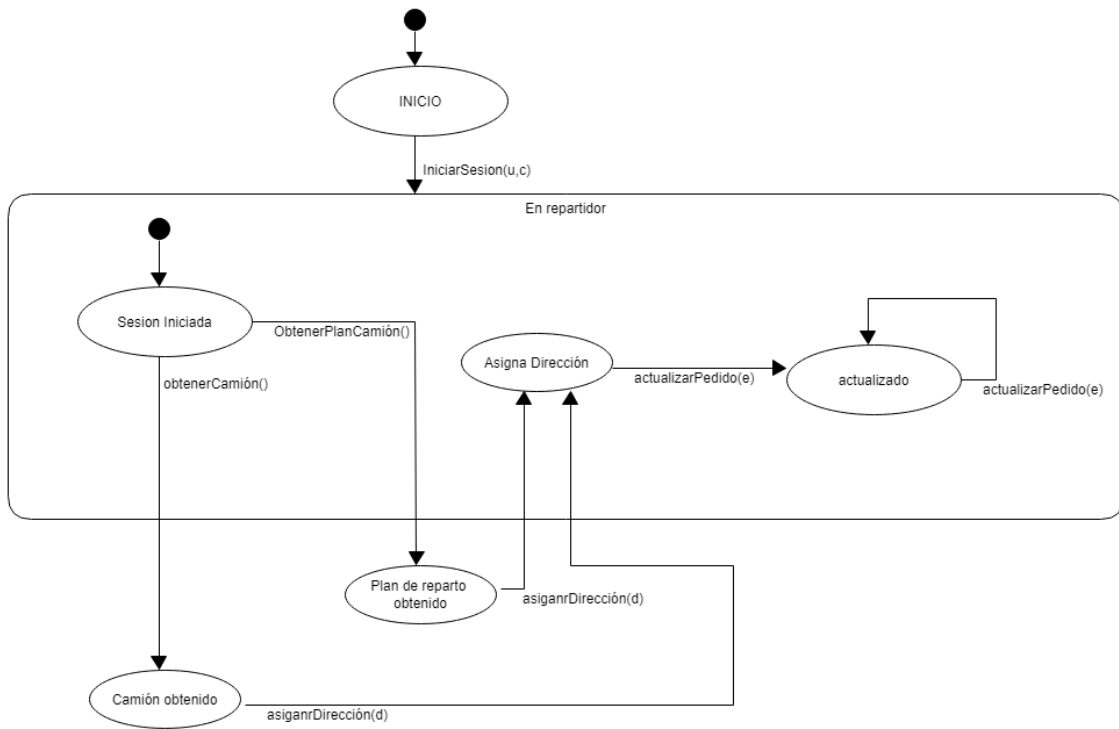 INICIO
IniciarSesion(u,c)
En repartidor
Sesion Iniciada
ObtenerPlanCamión()
Asigna Dirección
actualizarPedido(e)
actualizado
actualizarPedido(e)
obtenerCamión()
Plan de reparto
obtenido
asiganrDirección(d)
Camión obtenido
asiganrDirección(d)